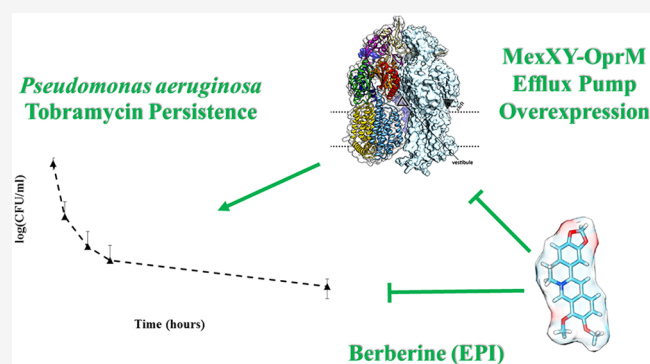 Pseudomonas aeruginosa
Tobramycin Persistence
MexXY-OprM
Efflux Pump
Overexpression
vestibule
log(CFU/ml)
Time (hours)
Berberine (EPI)